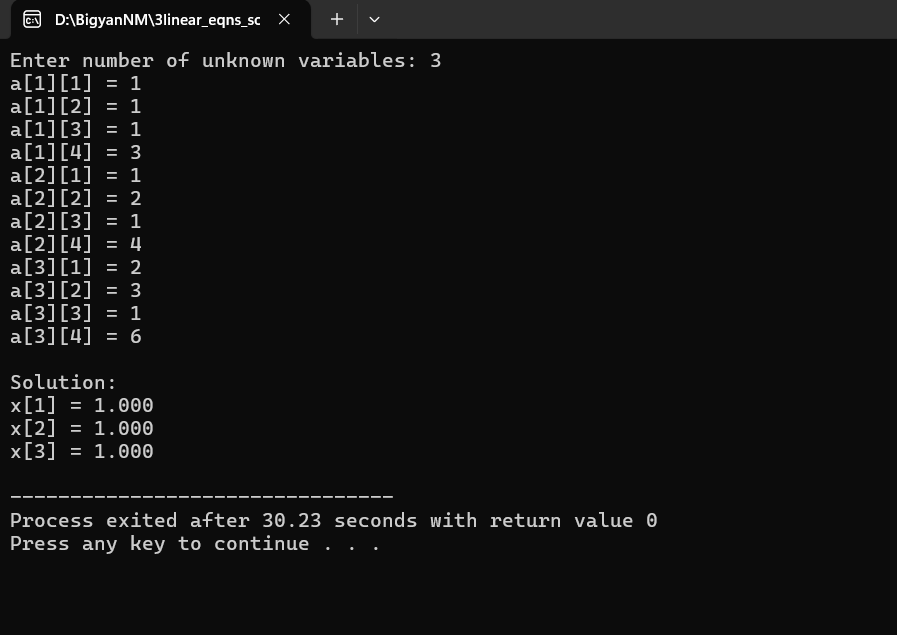 D:\BigyanNM\3linear_eqns_sc
Enter number of unknown variables: 3
a[1][1] = 1
a[1][2] = 1
a[1][3] = 1
a[1][4] = 3
a[2][1] = 1
a[2][2] = 2
a[2][3] = 1
a[2][4] = 4
a[3][1] = 2
a[3][2] = 3
a[3][3] = 1
a[3][4] = 6
Solution:
x[1] = 1.000
x[2] = 1.000
x[3] = 1.000
--------------------------------
Process exited after 30.23 seconds with return value 0
Press any key to continue . . .